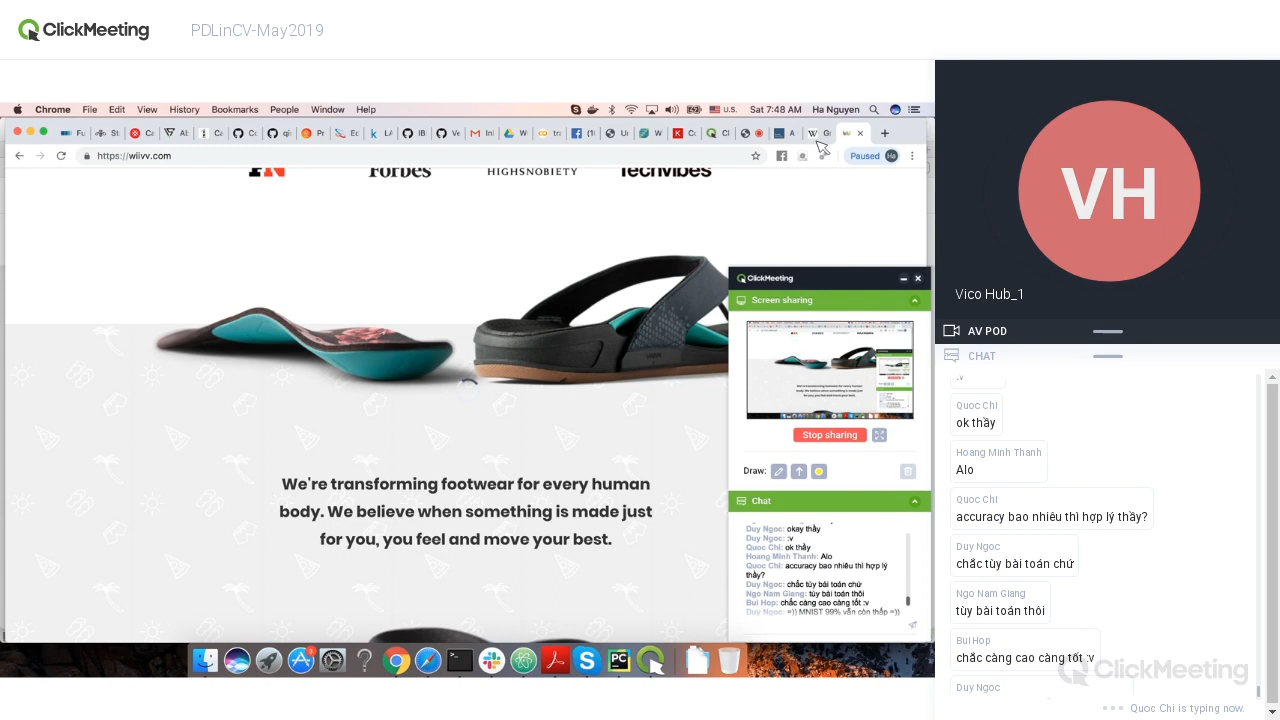 ClickMeeting
PDLinCV-May2019
Chrome File Edit View History Bookmarks People Window Help
U.S. Sat 7:48 AM Ha Nguyen
https://wiivv.com
Paused
Ha
Forbes
HIGHSNOBIETY
Techvibes
We're transforming footwear for every human
body. We believe when something is made just
for you, you feel and move your best.
ClickMeeting
Screen sharing
Stop sharing
Draw:
Chat
Duy Ngoc: okay thầy
Duy Ngoc: :v
Quoc Chi: ok thầy
Hoang Minh Thanh: Alo
Quoc Chi: accuracy bao nhiêu thì hợp lý
thầy?
Duy Ngoc: chắc tùy bài toán chứ
Ngo Nam Giang: tùy bài toán thôi
Bui Hop: chắc càng cao càng tốt :v
Duy Ngoc: =)) MNIST 99% vẫn còn thấp =))
VH
Vico Hub_1
AV POD
CHAT
:v
Quoc Chi
ok thầy
Hoang Minh Thanh
Alo
Quoc Chi
accuracy bao nhiêu thì hợp lý thầy?
Duy Ngoc
chắc tùy bài toán chứ
Ngo Nam Giang
tùy bài toán thôi
Bui Hop
chắc càng cao càng tốt :v
Duy Ngoc
ClickMeeting
Quoc Chi is typing now.